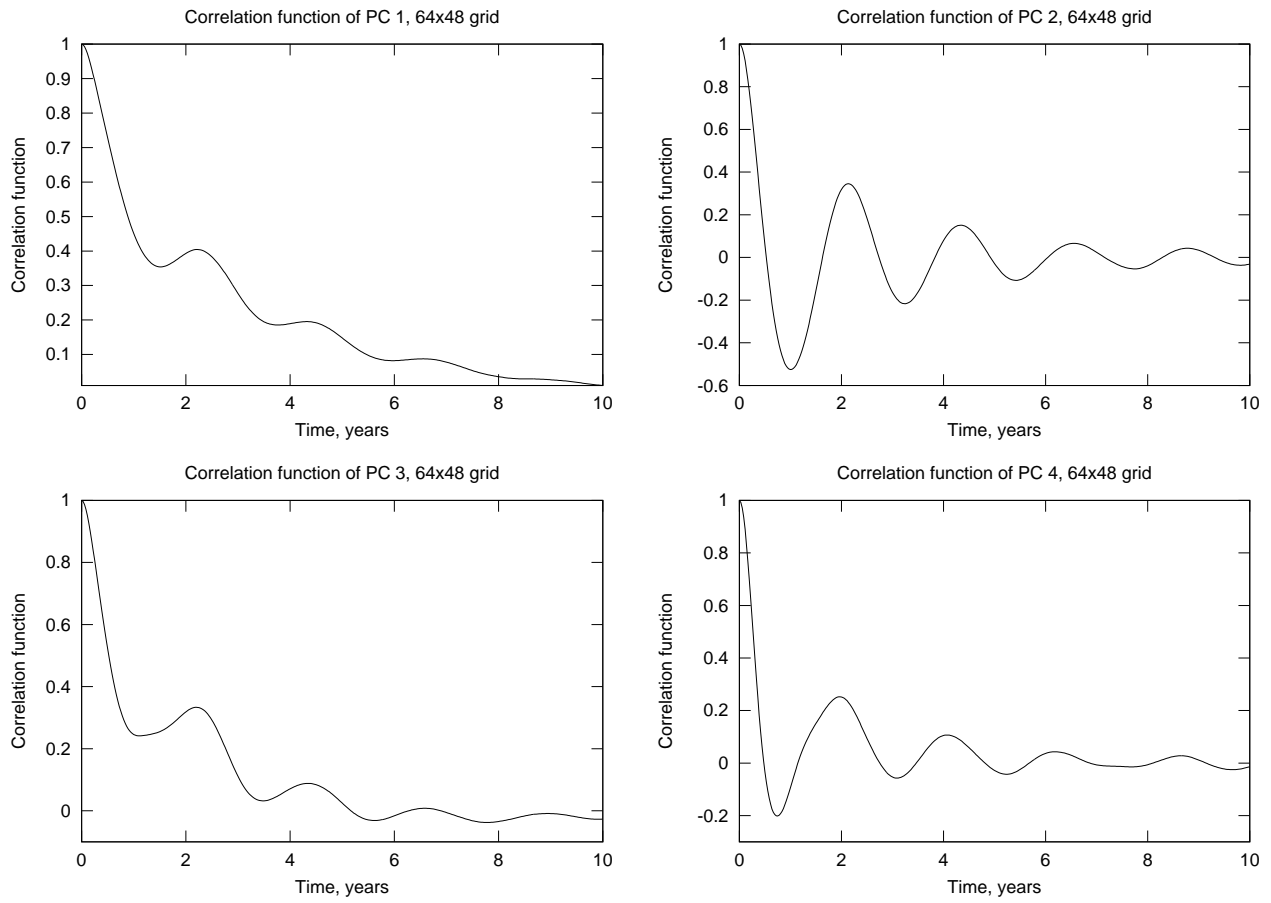 Correlation function of PC 1, 64x48 grid
Correlation function
1
0.9
0.8
0.7
0.6
0.5
0.4
0.3
0.2
0.1
0 2 4 6 8 10
Time, years
Correlation function of PC 2, 64x48 grid
Correlation function
1
0.8
0.6
0.4
0.2
0
-0.2
-0.4
-0.6
0 2 4 6 8 10
Time, years
Correlation function of PC 3, 64x48 grid
Correlation function
1
0.8
0.6
0.4
0.2
0
0 2 4 6 8 10
Time, years
Correlation function of PC 4, 64x48 grid
Correlation function
1
0.8
0.6
0.4
0.2
0
-0.2
0 2 4 6 8 10
Time, years